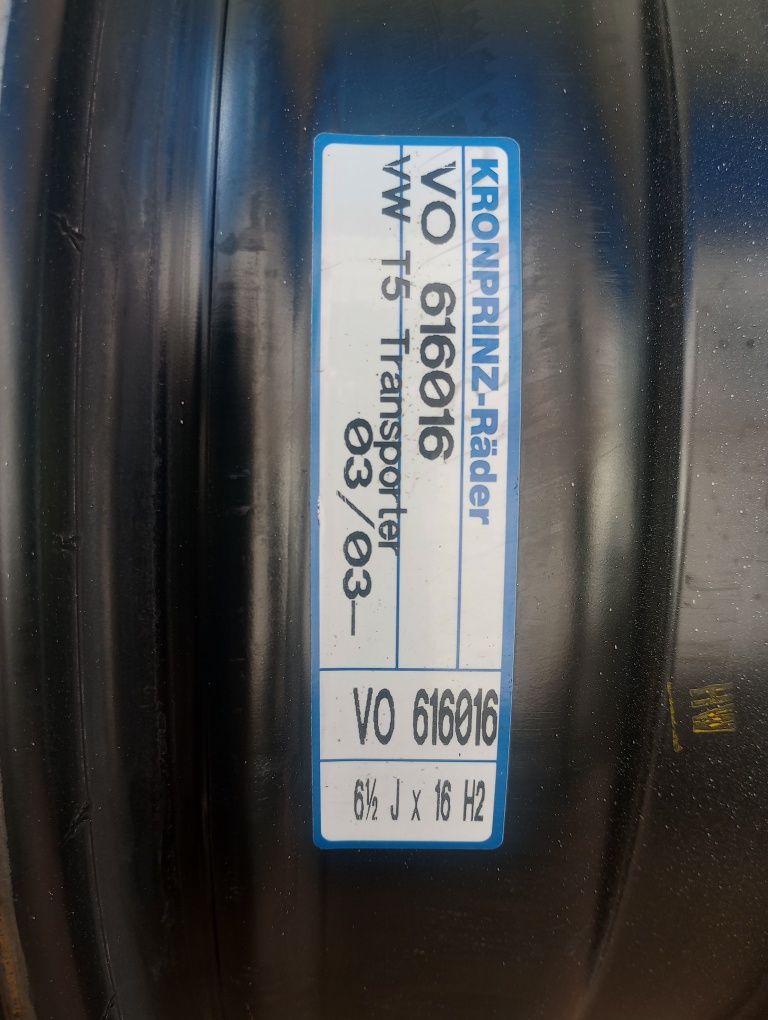 KRONPRINZ-Räder
VO 616016
VW T5 Transporter
03/03-
VO 616016
6½ J x 16 H2